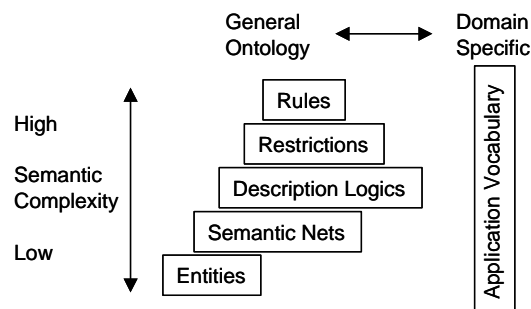 General
Ontology
Domain
Specific
High
Semantic
Complexity
Low
Rules
Restrictions
Description Logics
Semantic Nets
Entities
Application Vocabulary